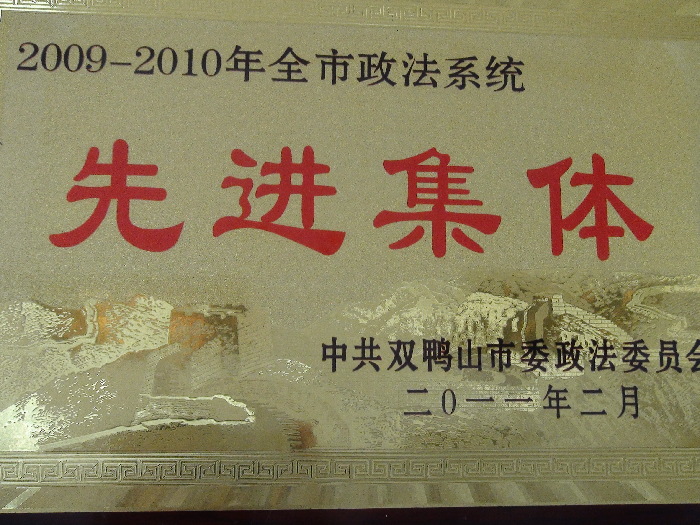 2009-2010年全市政法系统
先进集体
中共双鸭山市委政法委员会
二0一一年二月